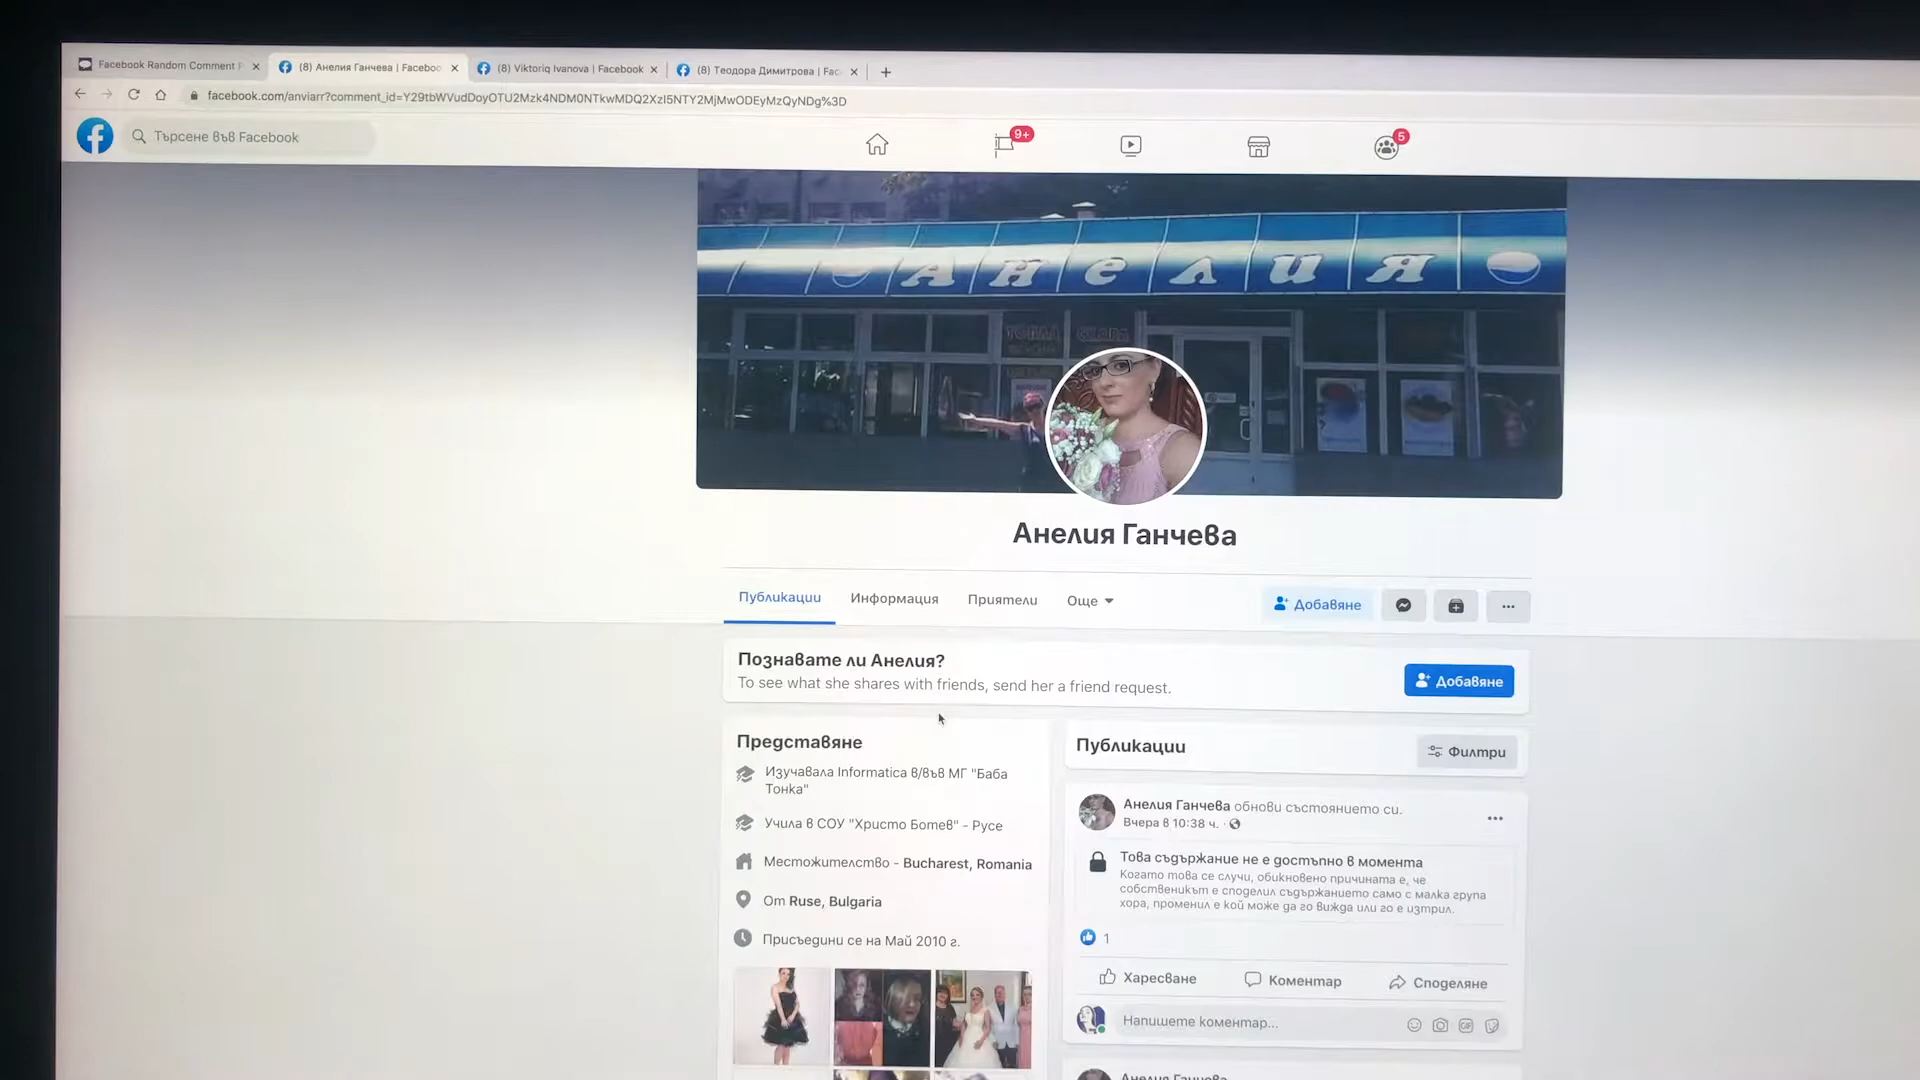 Facebook Random Comment P
(8) Анелия Ганчева | Faceboo
(8) Viktoriq Ivanova | Facebook
(8) Теодора Димитрова | Fac
facebook.com/anviarr?comment_id=Y29tbWVudDoyOTU2Mzk4NDM0NTkwMDQ2XzI5NTY2MjMwODEyMzQyNDg%3D
Търсене във Facebook
9+
5
Анелия
Анелия Ганчева
Публикации
Информация
Приятели
Още
Добавяне
Познавате ли Анелия?
To see what she shares with friends, send her a friend request.
Добавяне
Представяне
Изучавала Informatica в/във МГ "Баба
Тонка"
Учила в СОУ "Христо Ботев" - Русе
Местожителство - Bucharest, Romania
От Ruse, Bulgaria
Присъедини се на Май 2010 г.
Публикации
Филтри
Анелия Ганчева обнови състоянието си.
Вчера в 10:38 ч.
Това съдържание не е достъпно в момента
Когато това се случи, обикновено причината е, че
собственикът е споделил съдържанието само с малка група
хора, променил е кой може да го вижда или го е изтрил.
1
Харесване
Коментар
Споделяне
Напишете коментар...
GIF
Анелия Ганчева